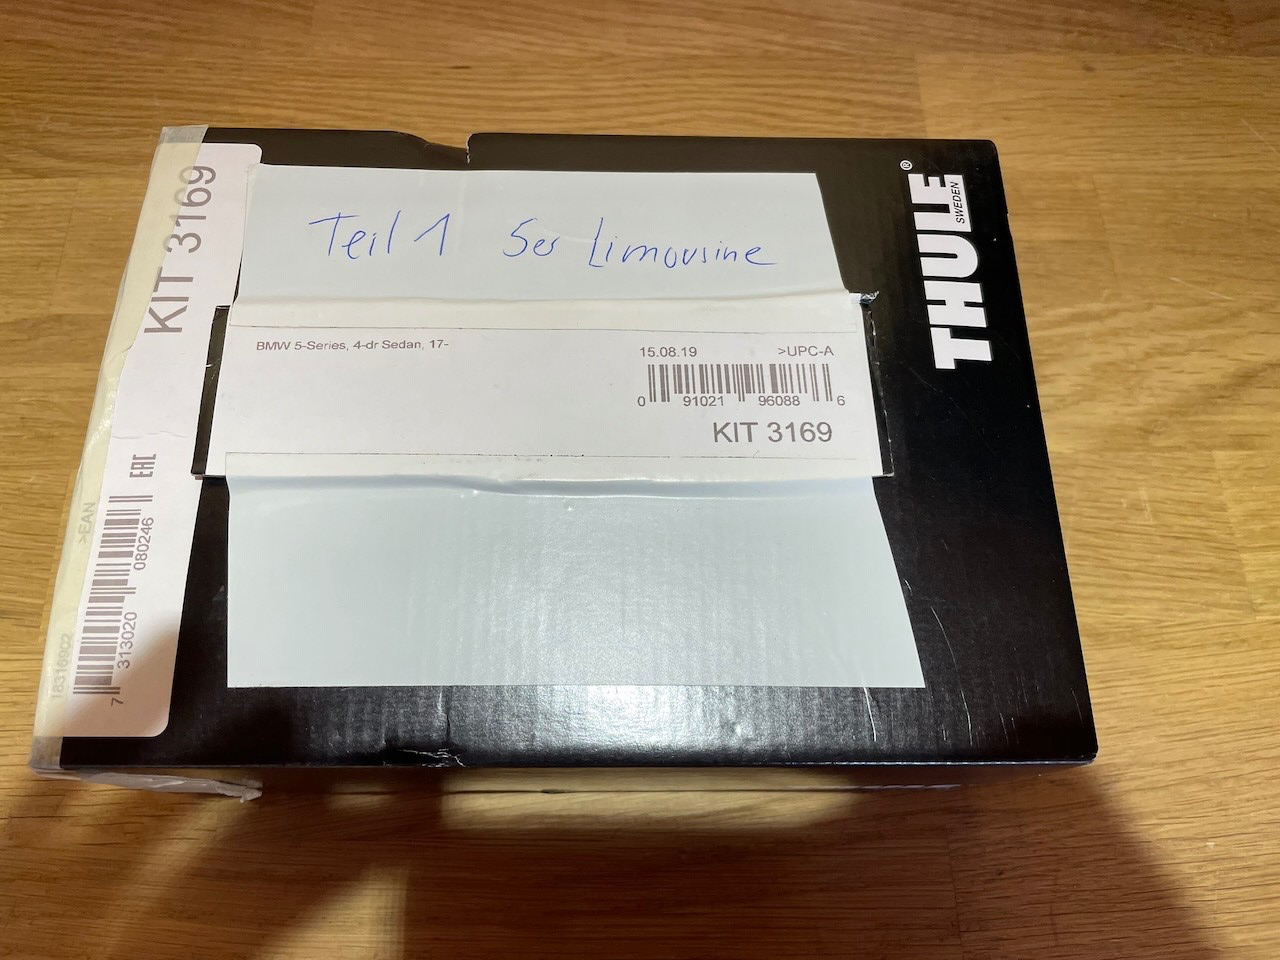 KIT 3169
>EAN
7 313020 080246
EAC
18316902
Teil 1 5er Limousine
BMW 5-Series, 4-dr Sedan, 17-
15.08.19 >UPC-A
0 91021 96088 6
KIT 3169
THULE®
SWEDEN